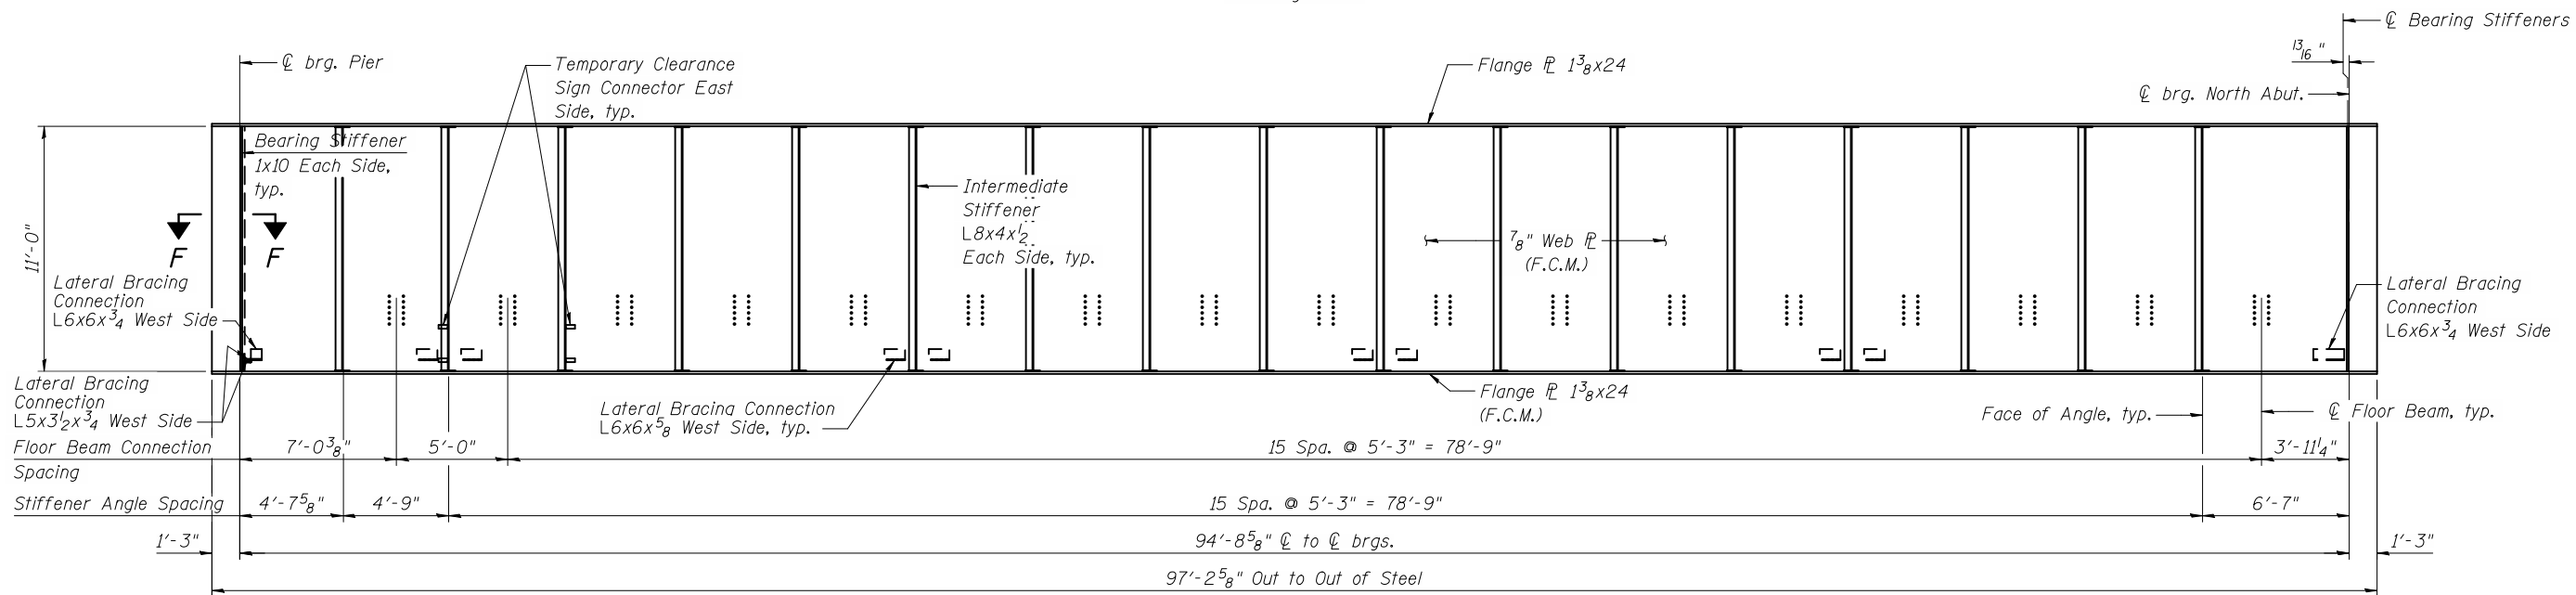 ℄ Bearing Stiffeners
13/16"
℄ brg. Pier
Temporary Clearance
Sign Connector East
Side, typ.
Flange ℙ 1 3/8x24
℄ brg. North Abut.
Bearing Stiffener
1x10 Each Side,
typ.
Intermediate
Stiffener
L8x4x1/2
Each Side, typ.
11'-0"
F
F
7/8" Web ℙ
(F.C.M.)
Lateral Bracing
Connection
L6x6x3/4 West Side
Lateral Bracing
Connection
L6x6x3/4 West Side
Lateral Bracing
Connection
L5x3 1/2x3/4 West Side
Lateral Bracing Connection
L6x6x5/8 West Side, typ.
Flange ℙ 1 3/8x24
(F.C.M.)
Face of Angle, typ.
℄ Floor Beam, typ.
Floor Beam Connection
Spacing
7'-0 3/8"
5'-0"
15 Spa. @ 5'-3" = 78'-9"
3'-11 1/4"
Stiffener Angle Spacing
4'-7 5/8"
4'-9"
15 Spa. @ 5'-3" = 78'-9"
6'-7"
1'-3"
94'-8 5/8" ℄ to ℄ brgs.
1'-3"
97'-2 5/8" Out to Out of Steel